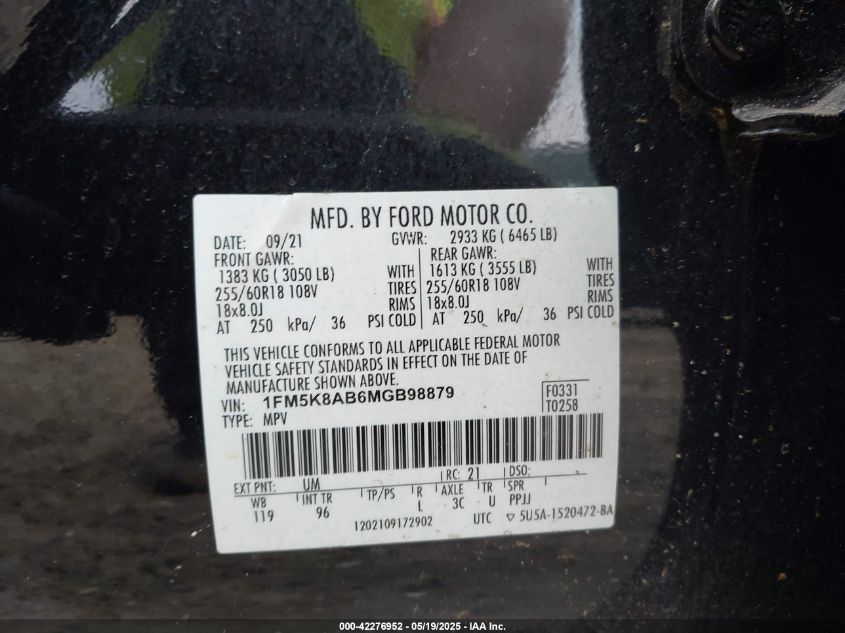 MFD. BY FORD MOTOR CO.
DATE: 09/21 GVWR: 2933 KG ( 6465 LB)
FRONT GAWR: REAR GAWR:
1383 KG ( 3050 LB) WITH 1613 KG ( 3555 LB) WITH
255/60R18 108V TIRES 255/60R18 108V TIRES
18x8.0J RIMS 18x8.0J RIMS
AT 250 kPa/ 36 PSI COLD AT 250 kPa/ 36 PSI COLD
THIS VEHICLE CONFORMS TO ALL APPLICABLE FEDERAL MOTOR
VEHICLE SAFETY STANDARDS IN EFFECT ON THE DATE OF
MANUFACTURE SHOWN ABOVE.
VIN: 1FM5K8AB6MGB98879 F0331
TYPE: MPV T0258
EXT PNT: UM RC: 21 DSO:
WB INT TR TP/PS R AXLE TR SPR
119 96 L 3C U PPJJ
1202109172902 UTC ▽ 5U5A-1520472-BA
000-42276952 - 05/19/2025 - IAA Inc.